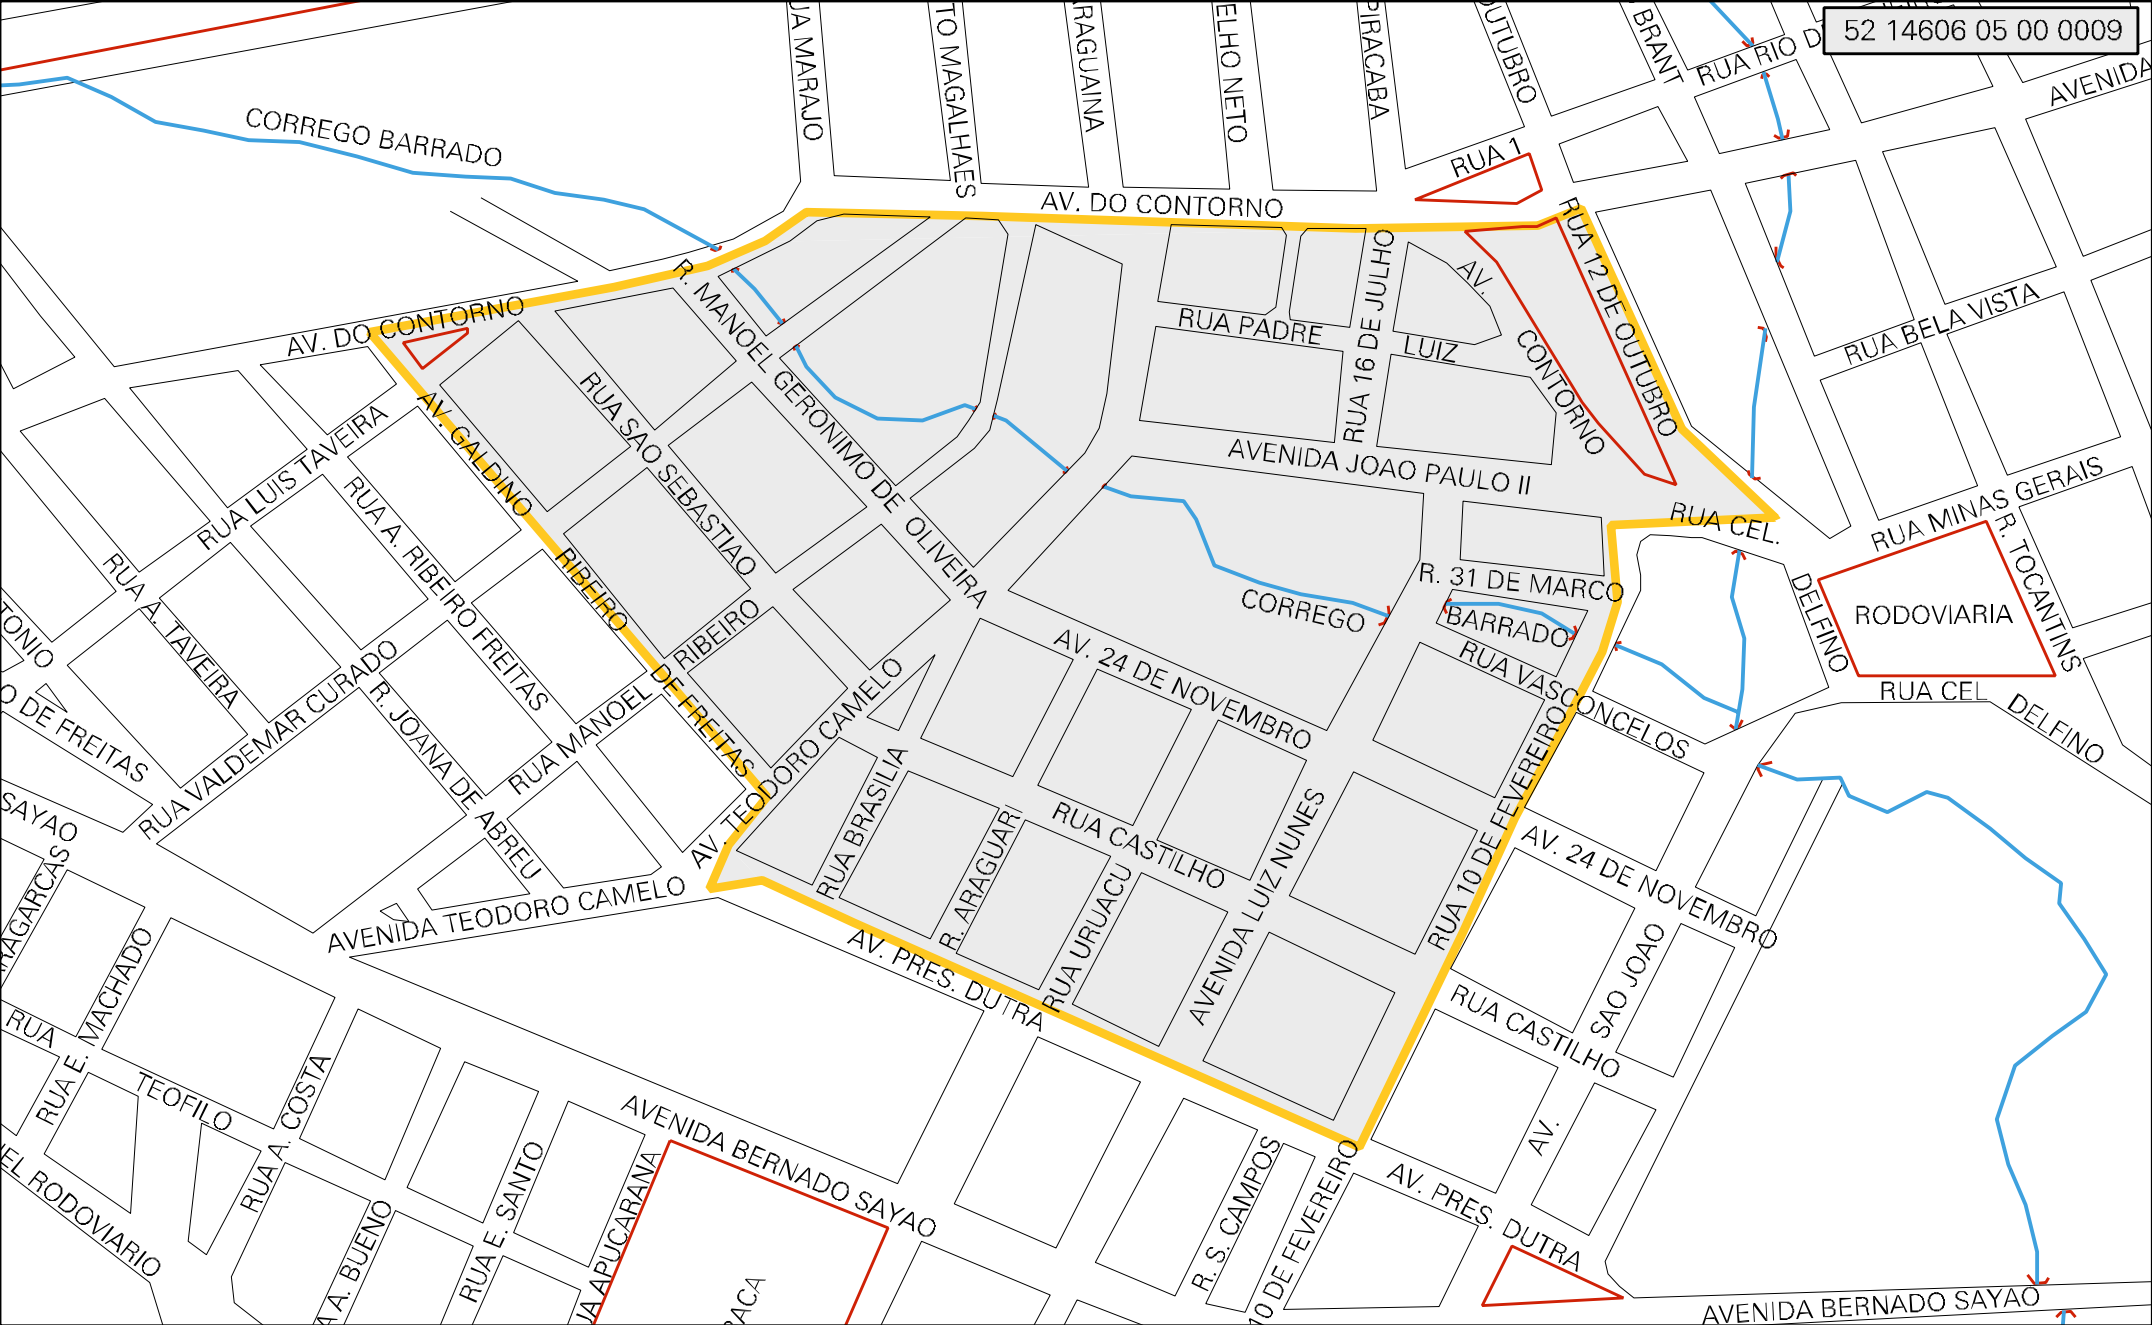 52 14606 05 00 0009
RUA MARAJO
TO MAGALHAES
ARAGUAINA
ELHO NETO
PIRACABA
OUTUBRO
BRANT
RUA RIO D
AVENIDA
CORREGO BARRADO
RUA 1
AV. DO CONTORNO
RUA 12 DE OUTUBRO
AV. DO CONTORNO
R. MANOEL GERONIMO DE OLIVEIRA
AV. CONTORNO
RUA PADRE LUIZ
RUA 16 DE JULHO
RUA BELA VISTA
AV. GALDINO RIBEIRO DE FREITAS
RUA SAO SEBASTIAO
RUA LUIS TAVEIRA
AVENIDA JOAO PAULO II
RUA MINAS GERAIS
RUA A. RIBEIRO FREITAS
RUA CEL. DELFINO
R. TOCANTINS
RUA A. TAVEIRA
R. 31 DE MARCO
CORREGO BARRADO
RODOVIARIA
TONIO
RUA MANOEL RIBEIRO
AV. 24 DE NOVEMBRO
RUA VASCONCELOS
RUA VALDEMAR CURADO
R. JOANA DE ABREU
RUA CEL DELFINO
O DE FREITAS
AV. TEODORO CAMELO
RUA BRASILIA
RUA 10 DE FEVEREIRO
SAYAO
RUA CASTILHO
R. ARAGUARI
AVENIDA LUIZ NUNES
AV. 24 DE NOVEMBRO
RUA URUACU
RAGARCAS
AVENIDA TEODORO CAMELO
AV. PRES. DUTRA
AV. SAO JOAO
RUA E. MACHADO
RUA CASTILHO
RUA TEOFILO
RUA A. COSTA
AVENIDA BERNADO SAYAO
EL RODOVIARIO
RUA E. SANTO
UA APUCARANA
R. S. CAMPOS
10 DE FEVEREIRO
AV. PRES. DUTRA
A A. BUENO
ACA
AVENIDA BERNADO SAYAO